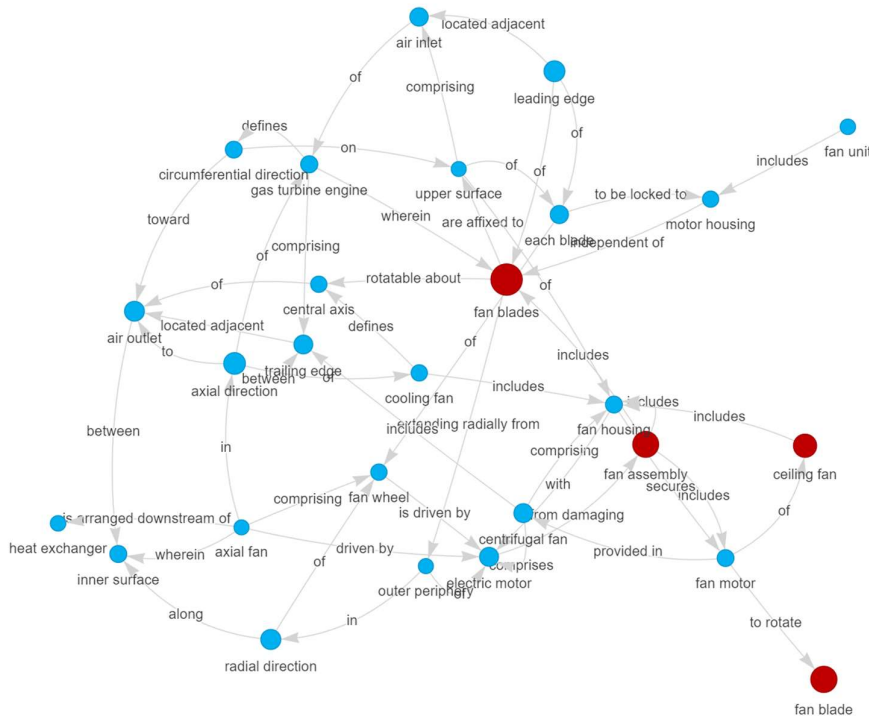 located adjacent
air inlet
of
comprising
leading edge
defines
of
fan unit
on
includes
circumferential direction
gas turbine engine
upper surface
of
of
to be locked to
toward
wherein
are affixed to
each blade
motor housing
independent of
comprising
of
rotatable about
of
of
central axis
fan blades
located adjacent
defines
air outlet
to
trailing edge
of
includes
between
of
axial direction
cooling fan
includes
includes
includes
between
in
includes
extending radially from
fan housing
comprising
fan assembly
ceiling fan
comprising
fan wheel
with
secures
includes
is arranged downstream of
is driven by
centrifugal fan
from damaging
of
heat exchanger
wherein
axial fan
driven by
comprises
provided in
inner surface
of
electric motor
fan motor
outer periphery
of
along
in
to rotate
radial direction
fan blade